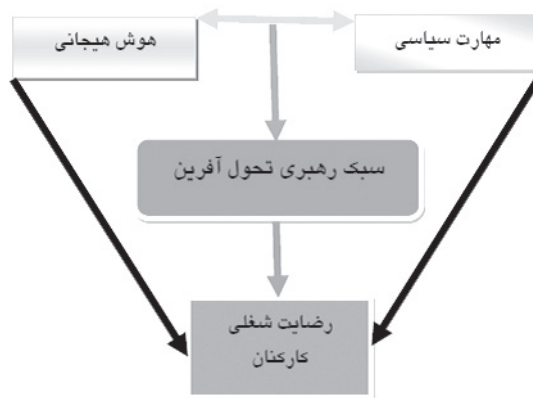 مهارت سیاسی
هوش هیجانی
سبک رهبری تحول آفرین
رضایت شغلی
کارکنان